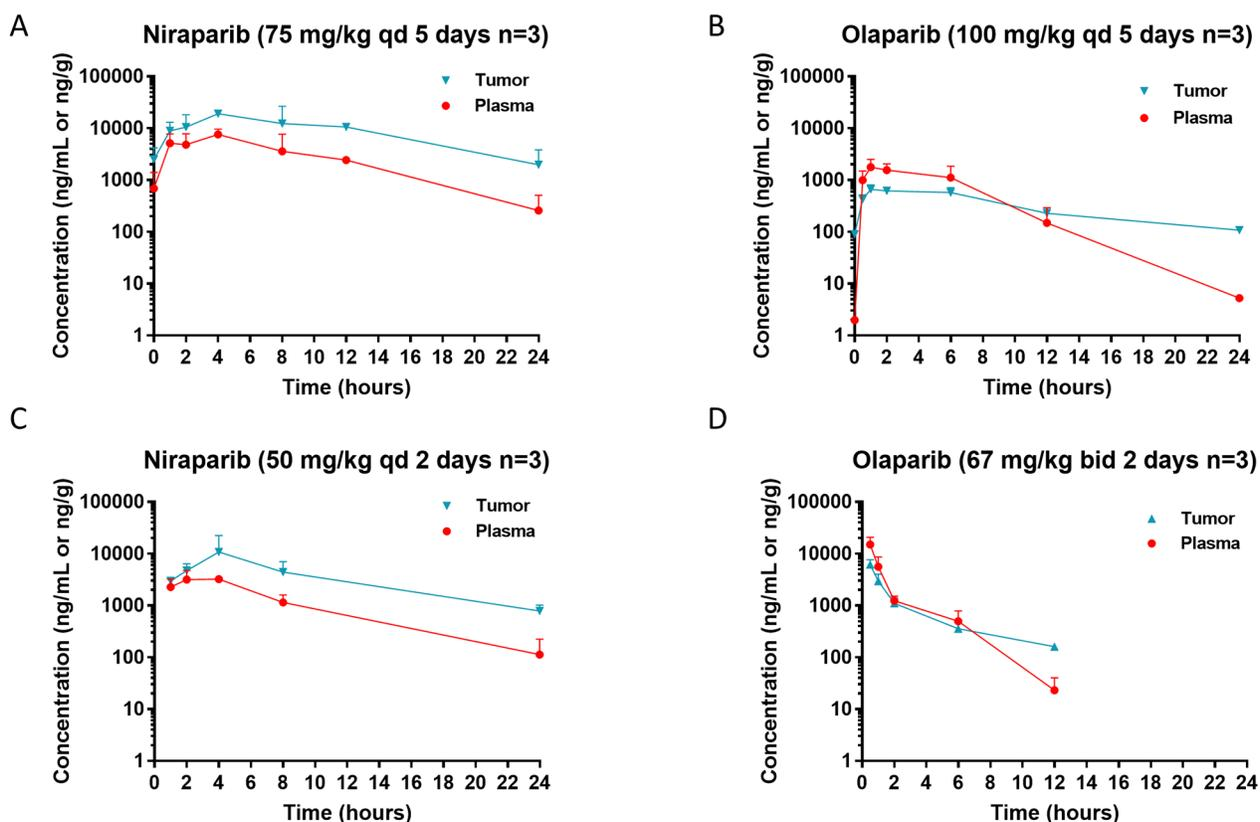 A
Niraparib (75 mg/kg qd 5 days n=3)
Concentration (ng/mL or ng/g)
100000
10000
1000
100
10
1
Tumor
Plasma
0 2 4 6 8 10 12 14 16 18 20 22 24
Time (hours)
B
Olaparib (100 mg/kg qd 5 days n=3)
Concentration (ng/mL or ng/g)
100000
10000
1000
100
10
1
Tumor
Plasma
0 2 4 6 8 10 12 14 16 18 20 22 24
Time (hours)
C
Niraparib (50 mg/kg qd 2 days n=3)
Concentration (ng/mL or ng/g)
100000
10000
1000
100
10
1
Tumor
Plasma
0 2 4 6 8 10 12 14 16 18 20 22 24
Time (hours)
D
Olaparib (67 mg/kg bid 2 days n=3)
Concentration (ng/mL or ng/g)
100000
10000
1000
100
10
1
Tumor
Plasma
0 2 4 6 8 10 12 14 16 18 20 22 24
Time (hours)